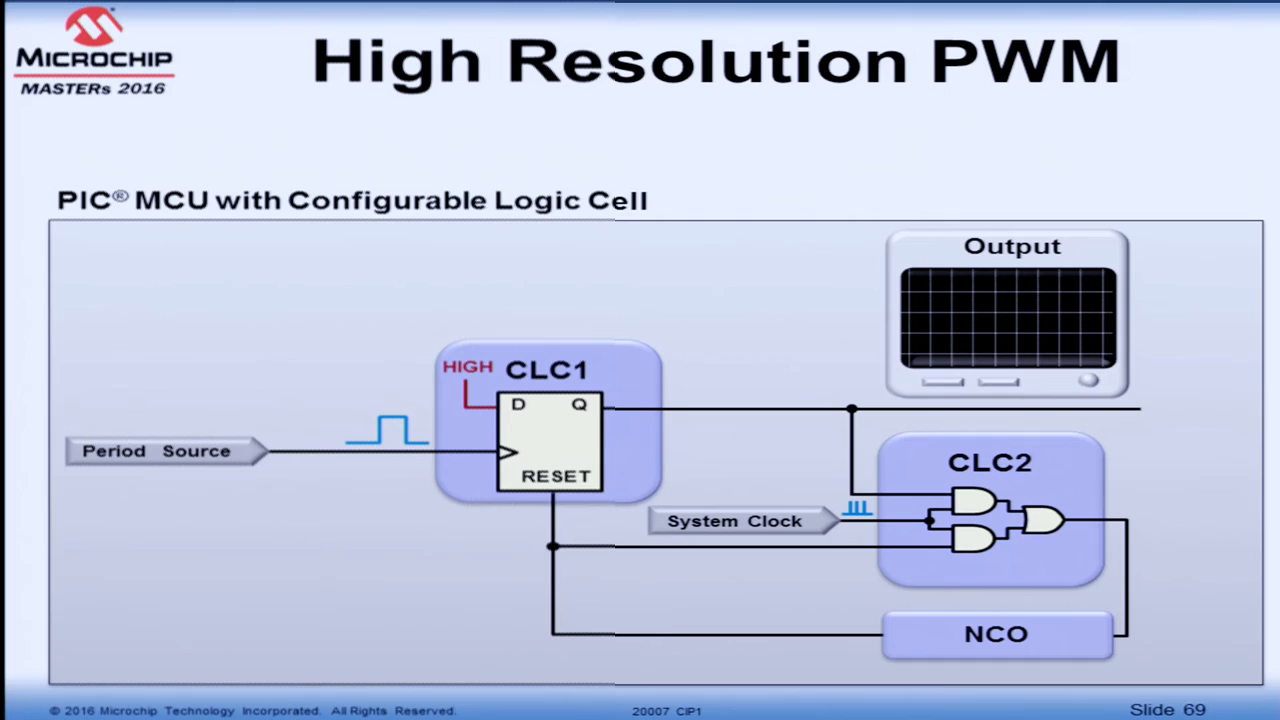 MICROCHIP
MASTERs 2016
High Resolution PWM
PIC® MCU with Configurable Logic Cell
Output
HIGH
CLC1
D Q
Period Source
RESET
CLC2
System Clock
NCO
© 2016 Microchip Technology Incorporated. All Rights Reserved.
20007 CIP1
Slide 69